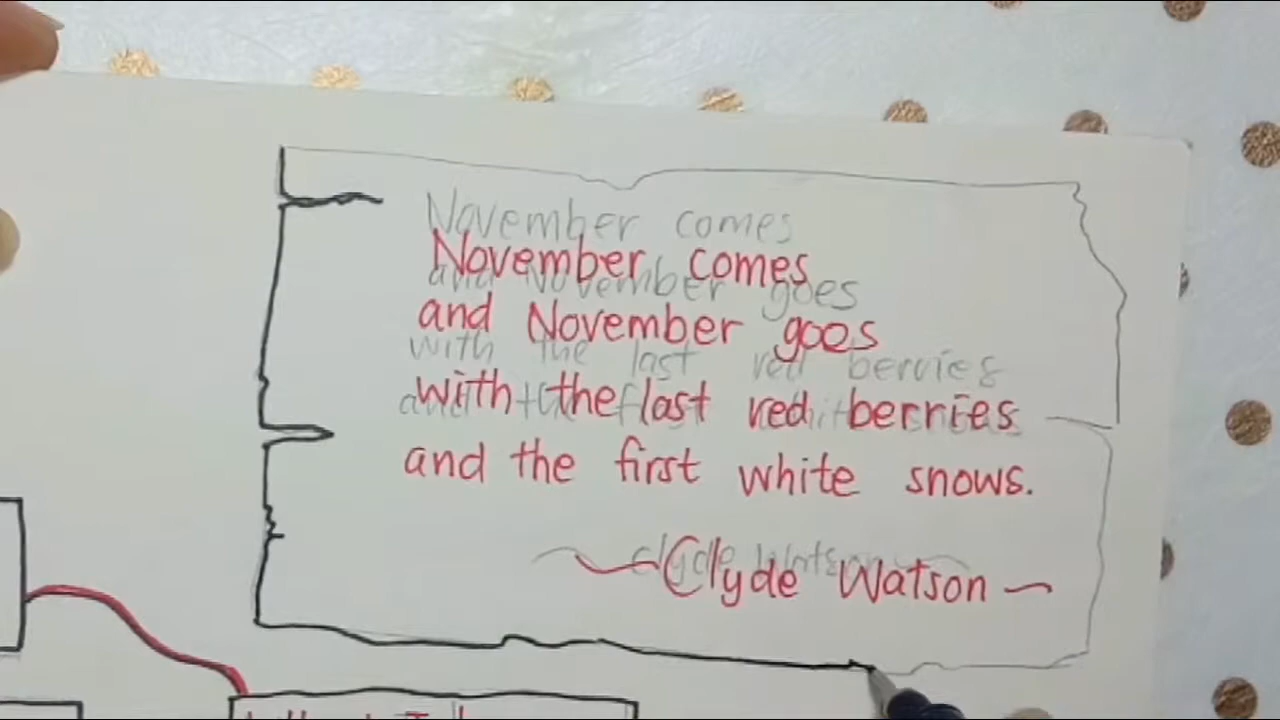 November comes
and November goes
with the last red berries
and the first white snows.
~ Clyde Watson ~